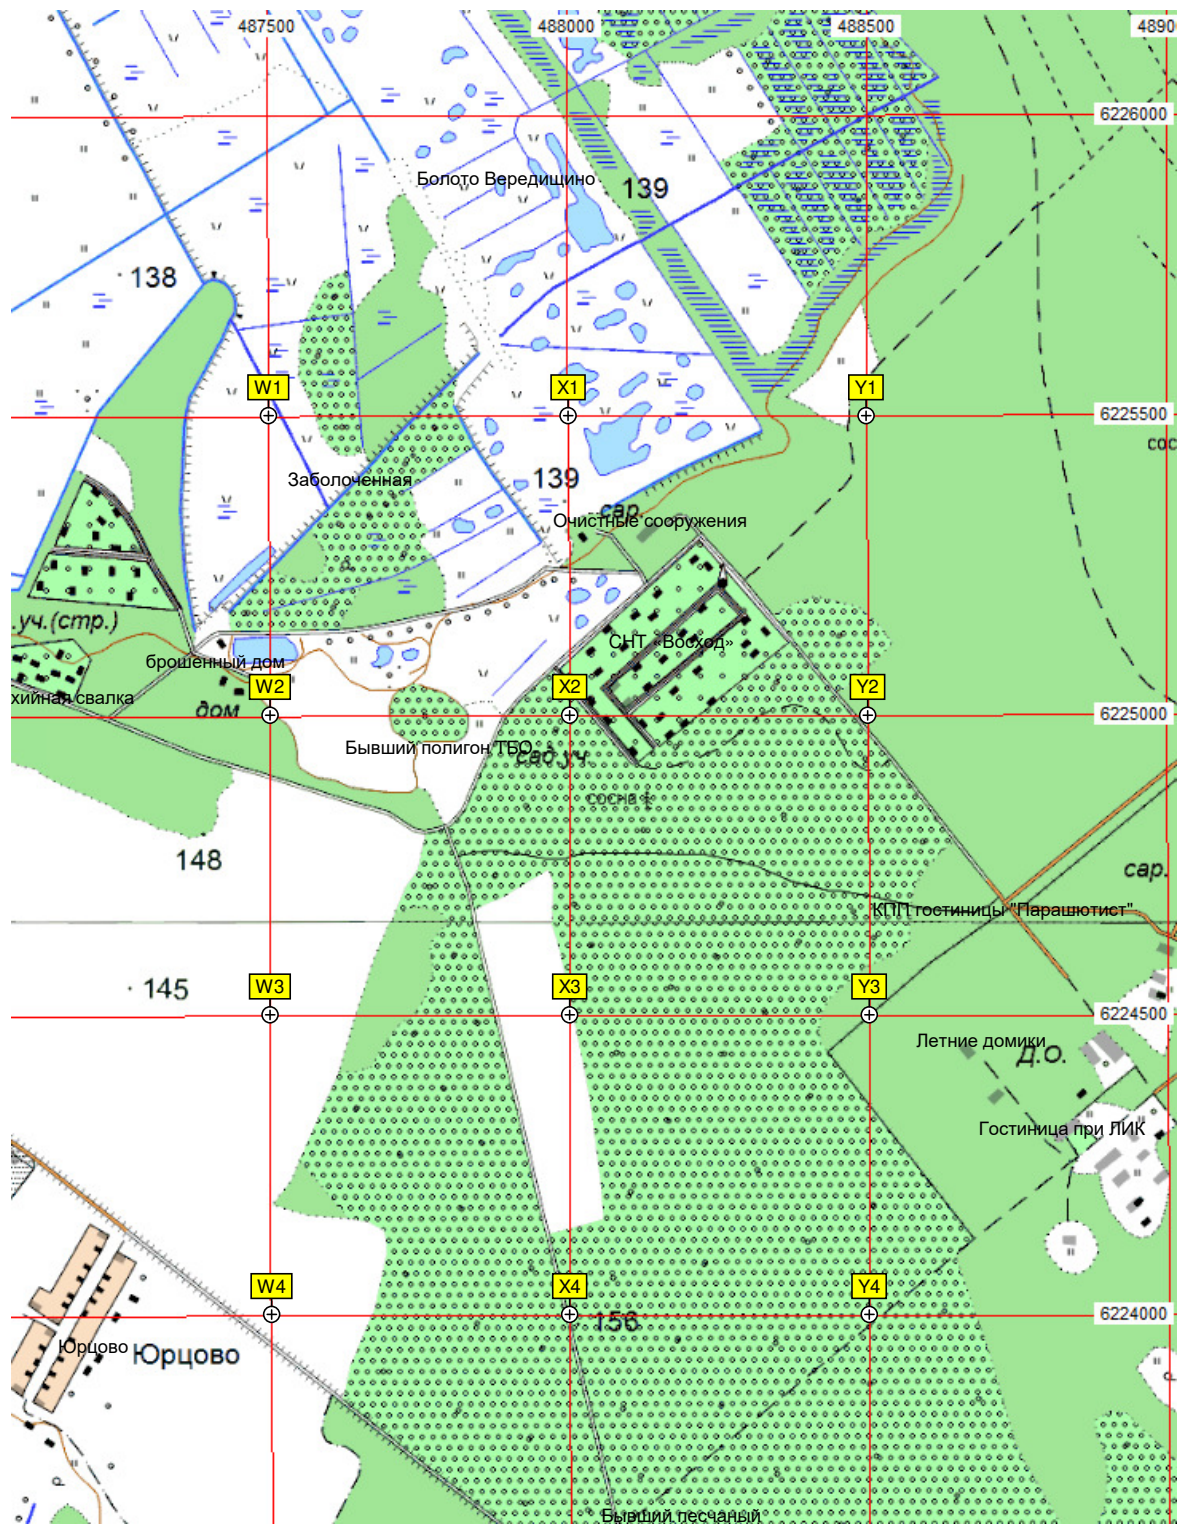 487500
488000
488500
4890
6226000
Болото Вередищино
139
138
W1
X1
Y1
6225500
сос
Заболоченная
139
сар.
Очистные сооружения
.уч.(стр.)
СНТ «Восход»
брошенный дом
хийная свалка
W2
X2
Y2
дом
6225000
Бывший полигон ТБО
сад.уч.
сосна
148
сар.
КПП гостиницы "Парашютист"
145
W3
X3
Y3
6224500
Летние домики
Д.О.
Гостиница при ЛИК
W4
X4
Y4
156
6224000
Юрцово
Юрцово
Бывший песчаный